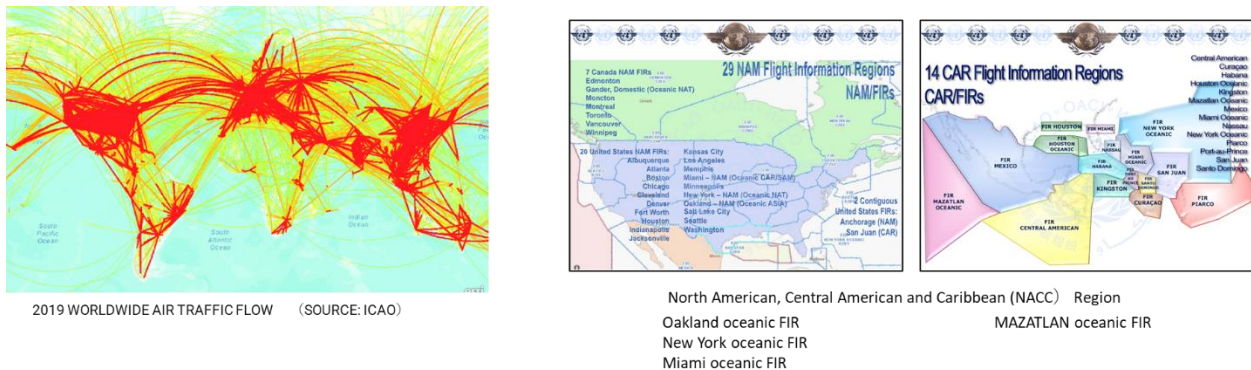 South
Pacific
Ocean
South
Atlantic
Ocean
Indian
Ocean
2019 WORLDWIDE AIR TRAFFIC FLOW （SOURCE: ICAO）
29 NAM Flight Information Regions
NAM/FIRs
7 Canada NAM FIRs
Edmonton
Gander, Domestic (Oceanic NAT)
Moncton
Montreal
Toronto
Vancouver
Winnipeg
20 United States NAM FIRs:
Albuquerque
Atlanta
Boston
Chicago
Cleveland
Denver
Fort Worth
Houston
Indianapolis
Jacksonville
Kansas City
Los Angeles
Memphis
Miami – NAM (Oceanic CAR/SAM)
Minneapolis
New York – NAM (Oceanic NAT)
Oakland – NAM (Oceanic ASIA)
Salt Lake City
Seattle
Washington
2 Contiguous
United States FIRs:
Anchorage (NAM)
San Juan (CAR)
14 CAR Flight Information Regions
CAR/FIRs
Central American
Curaçao
Habana
Houston Oceanic
Kingston
Mazatlan Oceanic
Mexico
Miami Oceanic
Nassau
New York Oceanic
Piarco
Port-au-Prince
San Juan
Santo Domingo
FIR HOUSTON
FIR MIAMI
FIR
NEW YORK
OCEANIC
FIR
HOUSTON
OCEANIC
FIR
NASSAU
FIR
MIAMI
OCEANIC
FIR
MEXICO
FIR
HABANA
FIR
SAN JUAN
FIR
KINGSTON
FIR
CURAÇAO
FIR
PIARCO
FIR
MAZATLAN
OCEANIC
FIR
CENTRAL AMERICAN
North American, Central American and Caribbean (NACC） Region
Oakland oceanic FIR
MAZATLAN oceanic FIR
New York oceanic FIR
Miami oceanic FIR